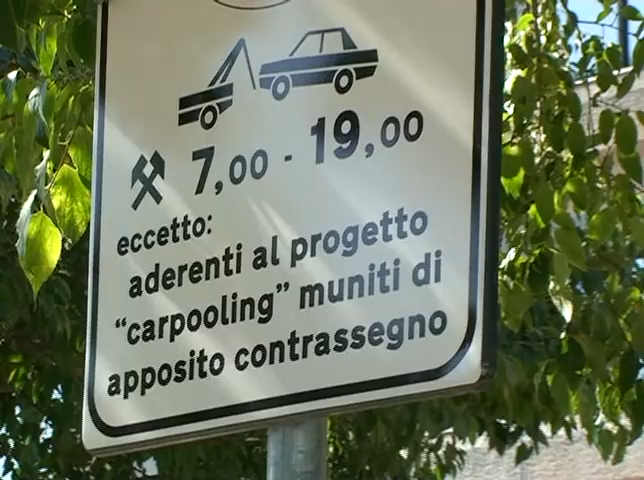 7,00 - 19,00
eccetto:
aderenti al progetto
“carpooling” muniti di
apposito contrassegno